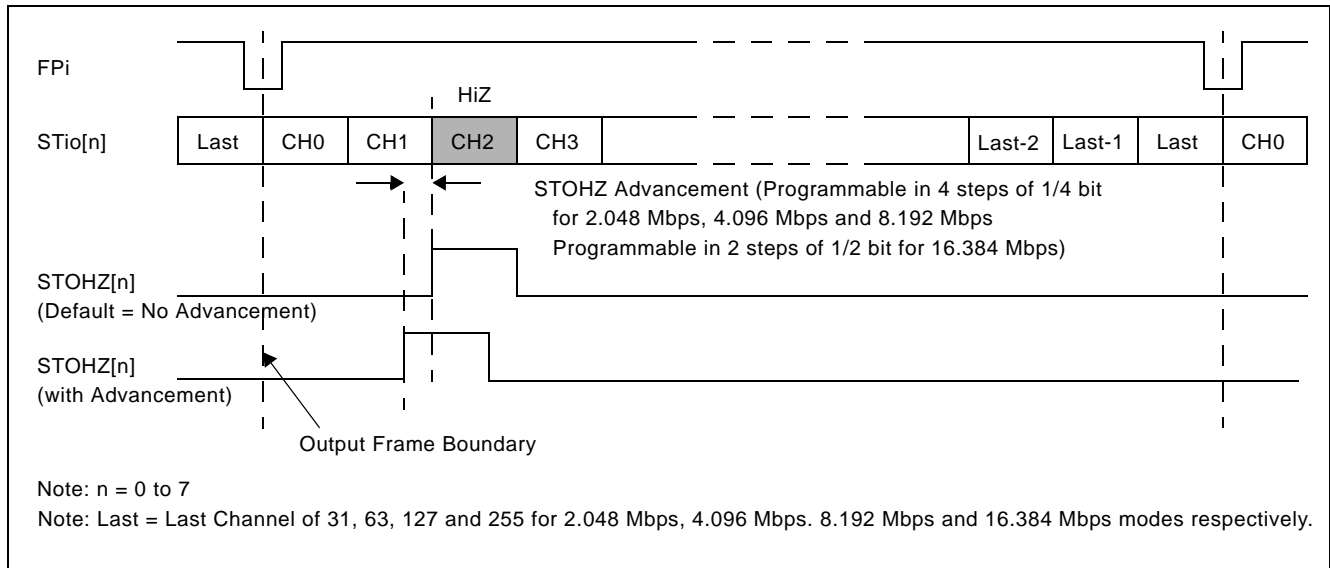 FPi
HiZ
STio[n]
Last
CH0
CH1
CH2
CH3
Last-2
Last-1
Last
CH0
STOHZ Advancement (Programmable in 4 steps of 1/4 bit
for 2.048 Mbps, 4.096 Mbps and 8.192 Mbps
Programmable in 2 steps of 1/2 bit for 16.384 Mbps)
STOHZ[n]
(Default = No Advancement)
STOHZ[n]
(with Advancement)
Output Frame Boundary
Note: n = 0 to 7
Note: Last = Last Channel of 31, 63, 127 and 255 for 2.048 Mbps, 4.096 Mbps. 8.192 Mbps and 16.384 Mbps modes respectively.